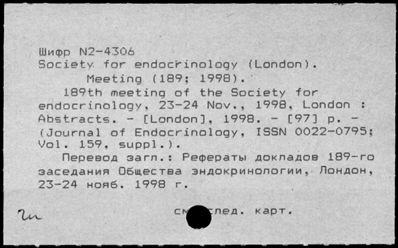 Шифр N2-4306
Society for endocrinology (London).
Meeting (189; 1998).
189th meeting of the Society for
endocrinology, 23-24 Nov., 1998, London :
Abstracts. - [London], 1998. - [97] p. -
(Journal of Endocrinology, ISSN 0022-0795;
Vol. 159, suppl.).
Перевод загл.: Рефераты докладов 189-го
заседания Общества эндокринологии, Лондон,
23-24 нояб. 1998 г.
см. след. карт.